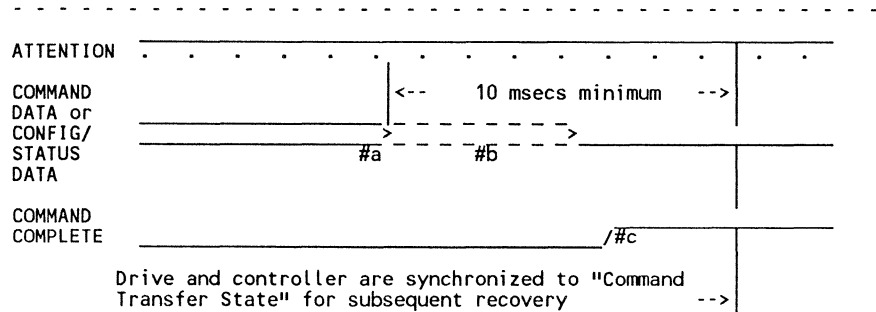 ATTENTION
COMMAND
DATA or
CONFIG/
STATUS
DATA
<-- 10 msecs minimum -->
#a #b
COMMAND
COMPLETE
/#c
Drive and controller are synchronized to "Command
Transfer State" for subsequent recovery -->